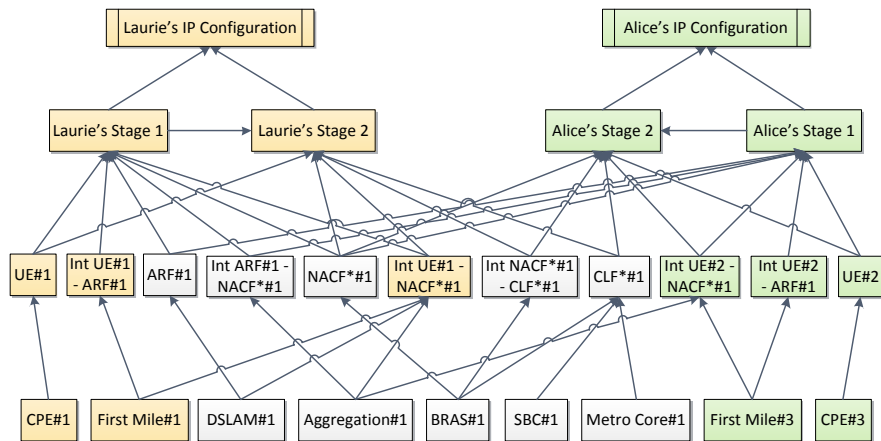 Laurie's IP Configuration
Alice's IP Configuration
Laurie's Stage 1
Laurie's Stage 2
Alice's Stage 2
Alice's Stage 1
UE#1
Int UE#1
- ARF#1
ARF#1
Int ARF#1 -
NACF*#1
NACF*#1
Int UE#1 -
NACF*#1
Int NACF*#1
- CLF*#1
CLF*#1
Int UE#2 -
NACF*#1
Int UE#2
- ARF#1
UE#2
CPE#1
First Mile#1
DSLAM#1
Aggregation#1
BRAS#1
SBC#1
Metro Core#1
First Mile#3
CPE#3